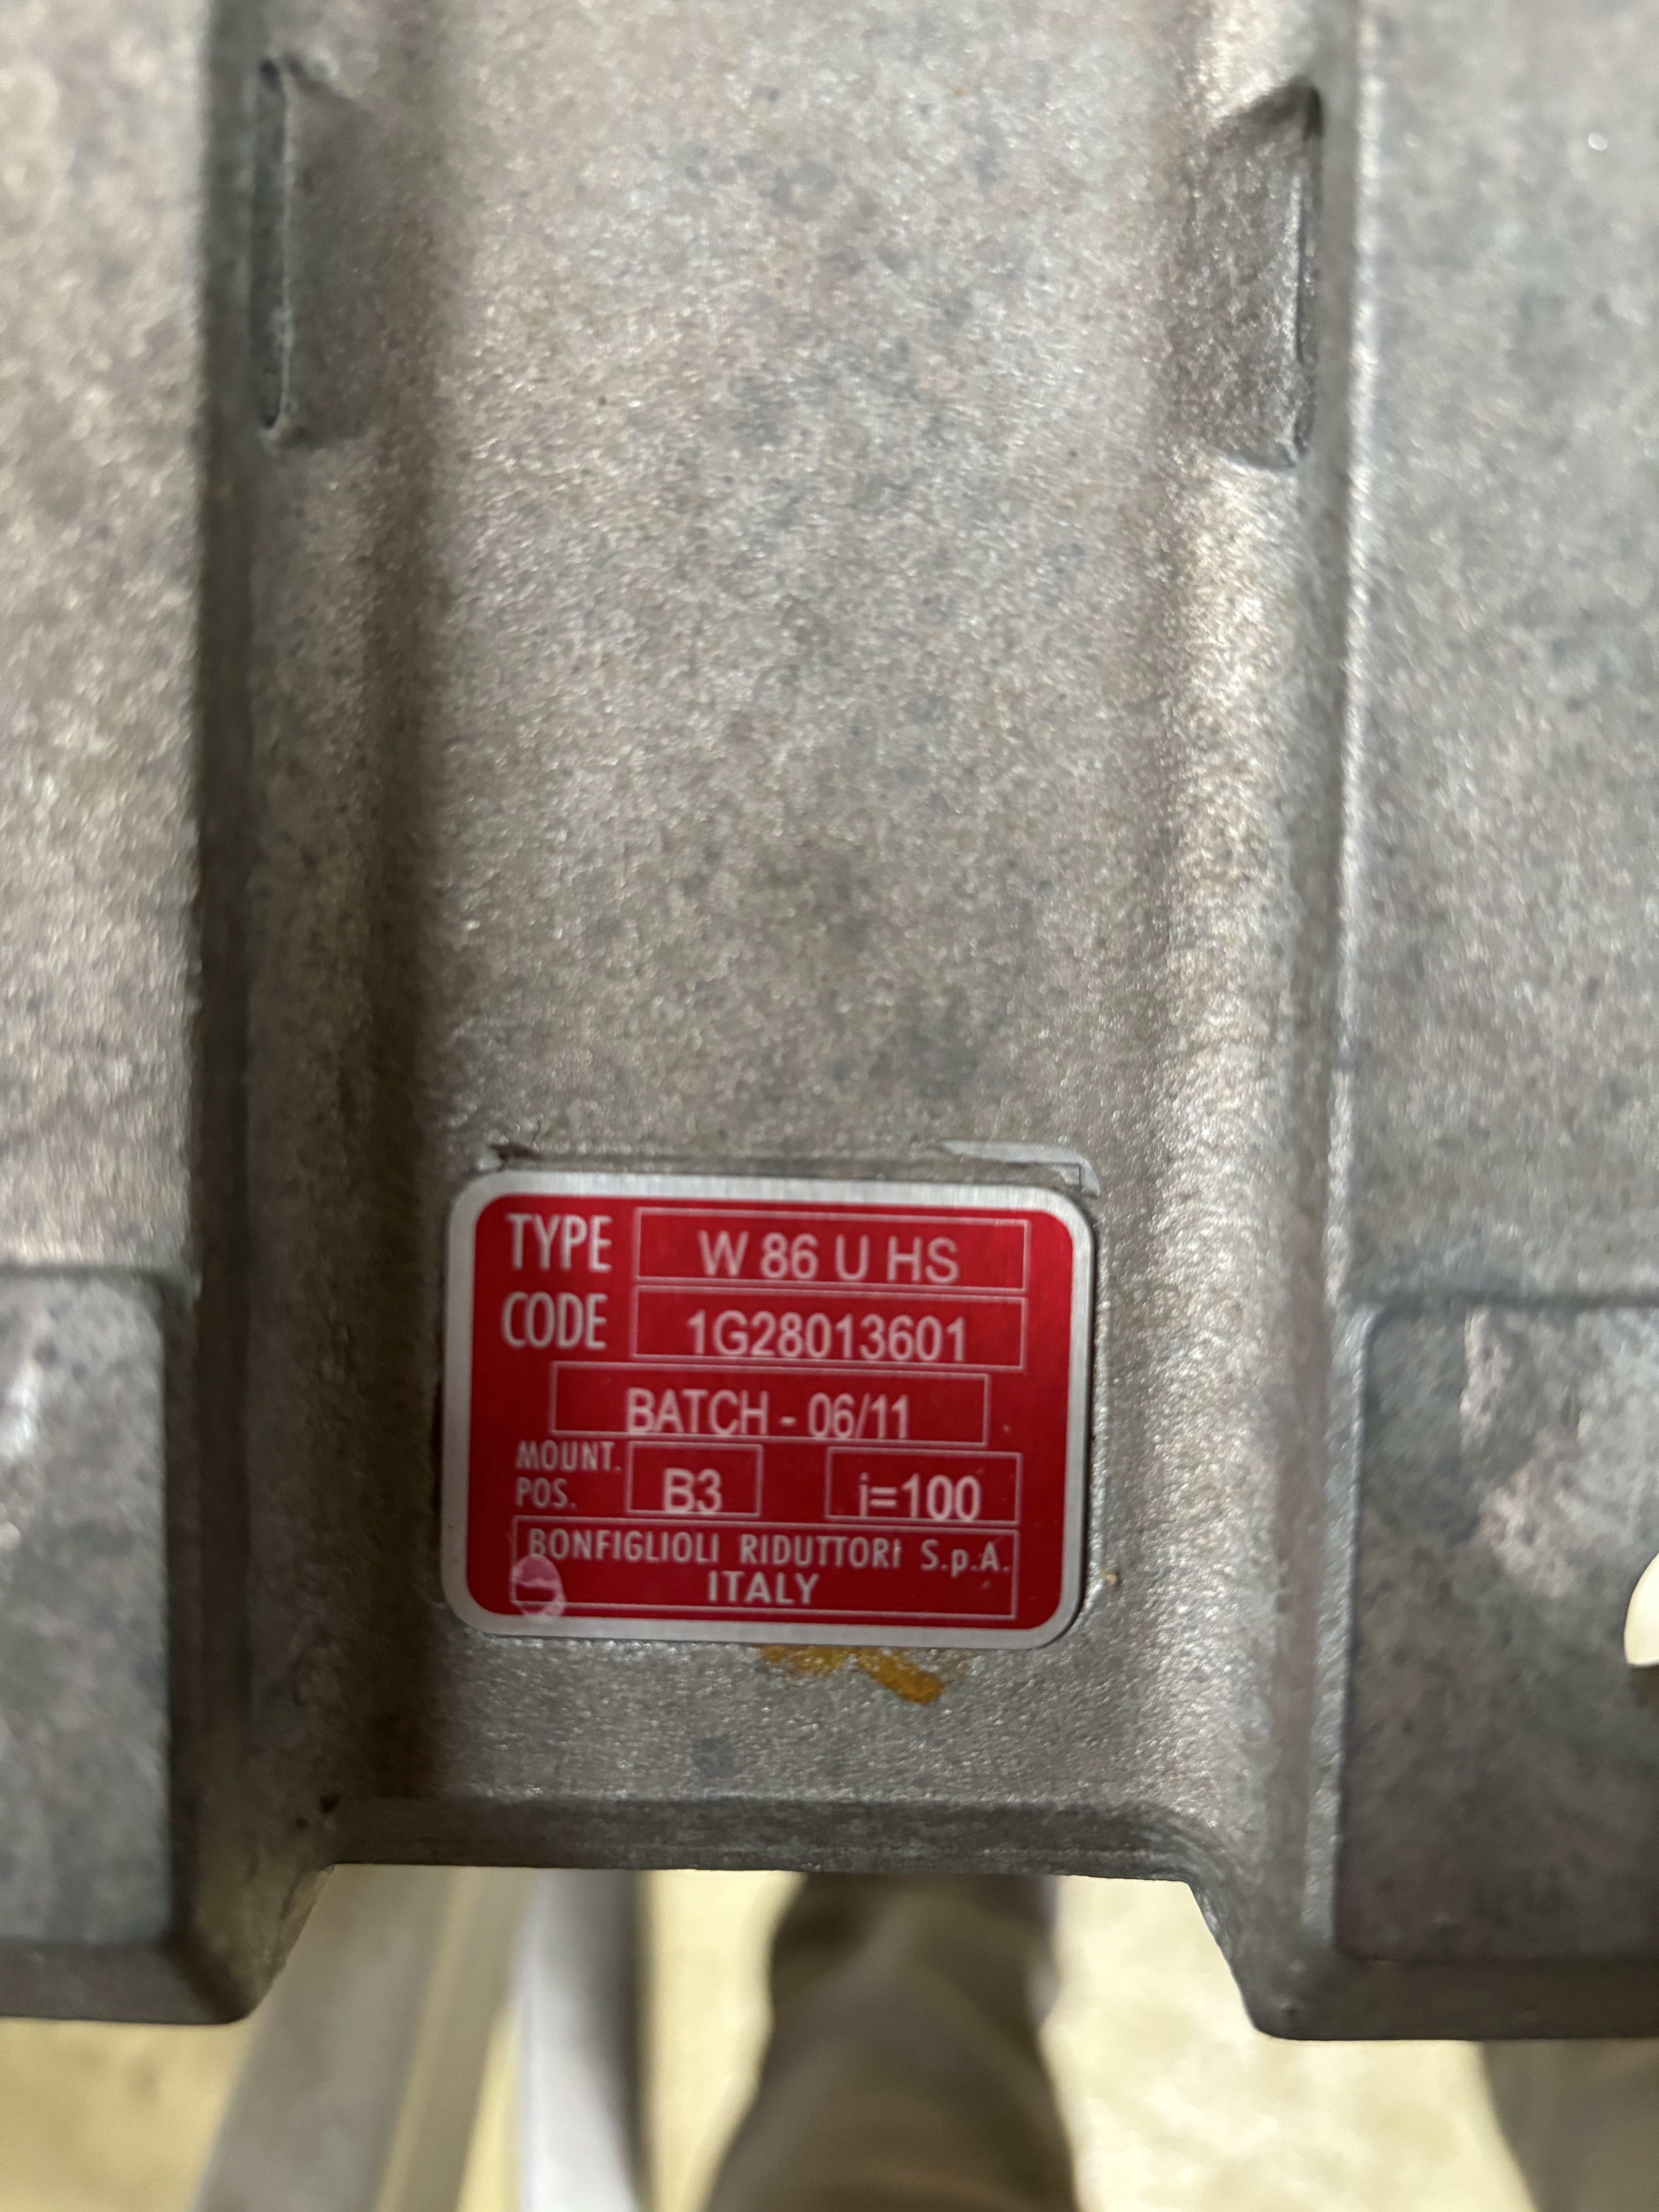 TYPE W 86 U HS
CODE 1G28013601
BATCH - 06/11
MOUNT. POS. B3 i=100
BONFIGLIOLI RIDUTTORI S.p.A.
ITALY